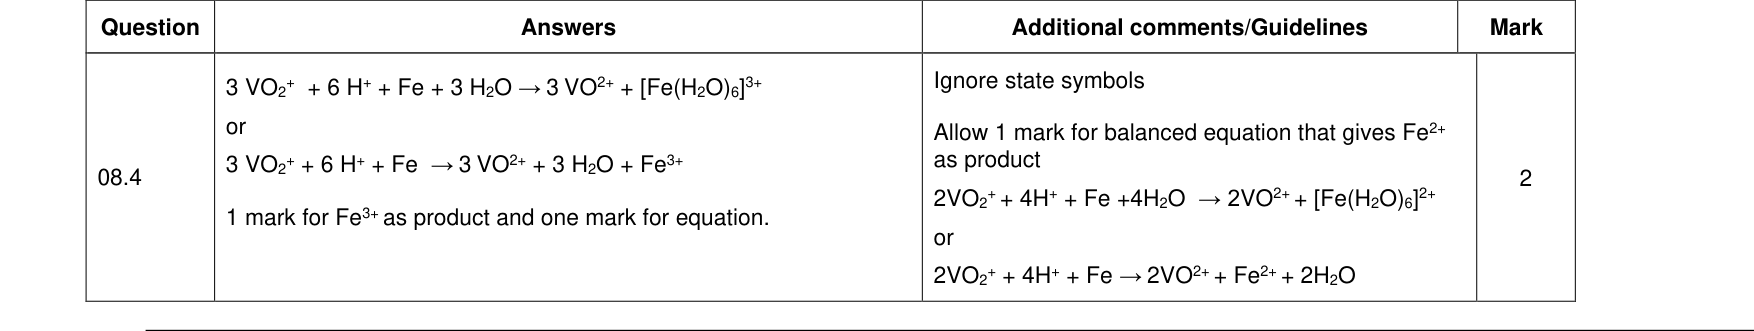 Question Answers Additional comments/Guidelines Mark
08.4
3 VO₂⁺ + 6 H⁺ + Fe + 3 H₂O → 3 VO²⁺ + [Fe(H₂O)₆]³⁺
or
3 VO₂⁺ + 6 H⁺ + Fe → 3 VO²⁺ + 3 H₂O + Fe³⁺
1 mark for Fe³⁺ as product and one mark for equation.
Ignore state symbols
Allow 1 mark for balanced equation that gives Fe²⁺
as product
2VO₂⁺ + 4H⁺ + Fe +4H₂O → 2VO²⁺ + [Fe(H₂O)₆]²⁺
or
2VO₂⁺ + 4H⁺ + Fe → 2VO²⁺ + Fe²⁺ + 2H₂O
2